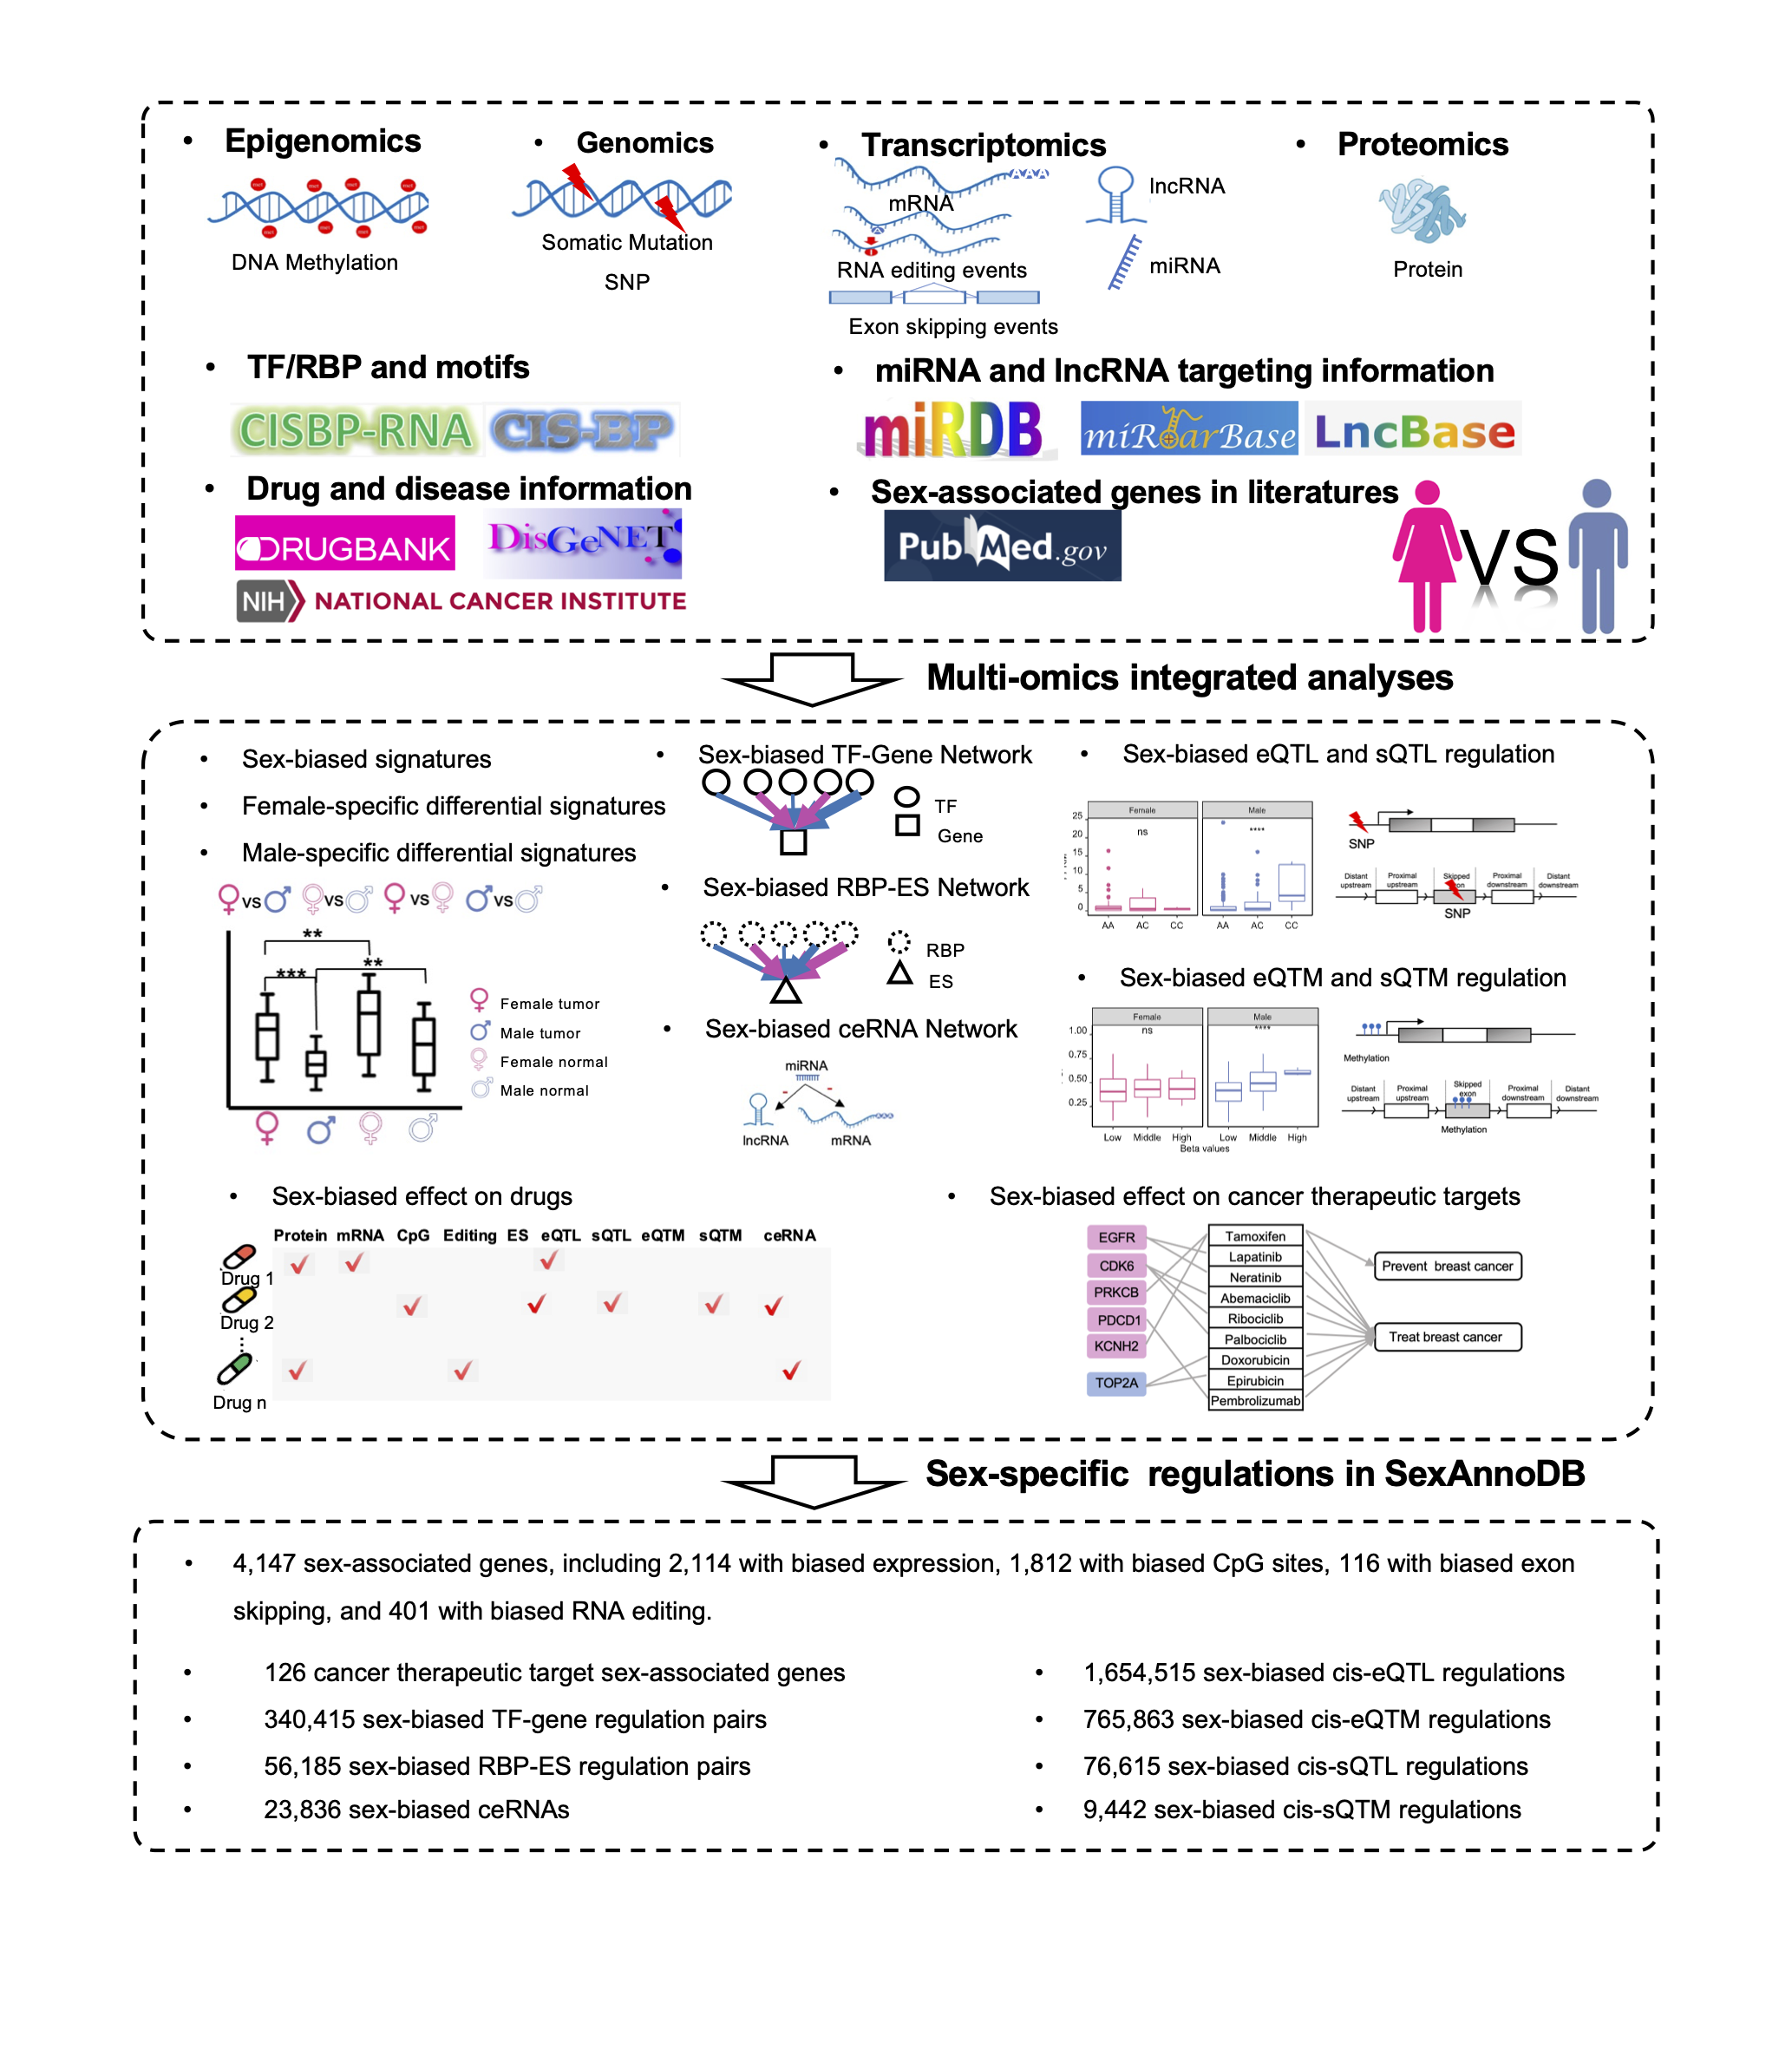 • Epigenomics
• Genomics
• Transcriptomics
• Proteomics
DNA Methylation
Somatic Mutation
SNP
AAA
mRNA
RNA editing events
Exon skipping events
lncRNA
miRNA
Protein
• TF/RBP and motifs
CISBP-RNA CIS-BP
• miRNA and lncRNA targeting information
miRDB miRTarBase LncBase
• Drug and disease information
DRUGBANK DisGeNET
NIH NATIONAL CANCER INSTITUTE
• Sex-associated genes in literatures
PubMed.gov
VS
Multi-omics integrated analyses
• Sex-biased signatures
• Female-specific differential signatures
• Male-specific differential signatures
vs vs vs vs
**
*** **
Female tumor
Male tumor
Female normal
Male normal
• Sex-biased TF-Gene Network
TF
Gene
• Sex-biased RBP-ES Network
RBP
ES
• Sex-biased ceRNA Network
miRNA
lncRNA mRNA
• Sex-biased eQTL and sQTL regulation
Female Male
ns ****
25
20
15
10
5
0
AA AC CC AA AC CC
SNP
Distant upstream
Proximal upstream
Skipped
Proximal downstream
Distant downstream
SNP
• Sex-biased eQTM and sQTM regulation
Female Male
ns ****
1.00
0.75
0.50
0.25
Low Middle High Low Middle High
Beta values
Methylation
Distant upstream
Proximal upstream
Skipped exon
Proximal downstream
Distant downstream
Methylation
• Sex-biased effect on drugs
Protein mRNA CpG Editing ES eQTL sQTL eQTM sQTM ceRNA
Drug 1
Drug 2
Drug n
• Sex-biased effect on cancer therapeutic targets
EGFR
CDK6
PRKCB
PDCD1
KCNH2
TOP2A
Tamoxifen
Lapatinib
Neratinib
Abemaciclib
Ribociclib
Palbociclib
Doxorubicin
Epirubicin
Pembrolizumab
Prevent breast cancer
Treat breast cancer
Sex-specific regulations in SexAnnoDB
• 4,147 sex-associated genes, including 2,114 with biased expression, 1,812 with biased CpG sites, 116 with biased exon
skipping, and 401 with biased RNA editing.
• 126 cancer therapeutic target sex-associated genes
• 340,415 sex-biased TF-gene regulation pairs
• 56,185 sex-biased RBP-ES regulation pairs
• 23,836 sex-biased ceRNAs
• 1,654,515 sex-biased cis-eQTL regulations
• 765,863 sex-biased cis-eQTM regulations
• 76,615 sex-biased cis-sQTL regulations
• 9,442 sex-biased cis-sQTM regulations